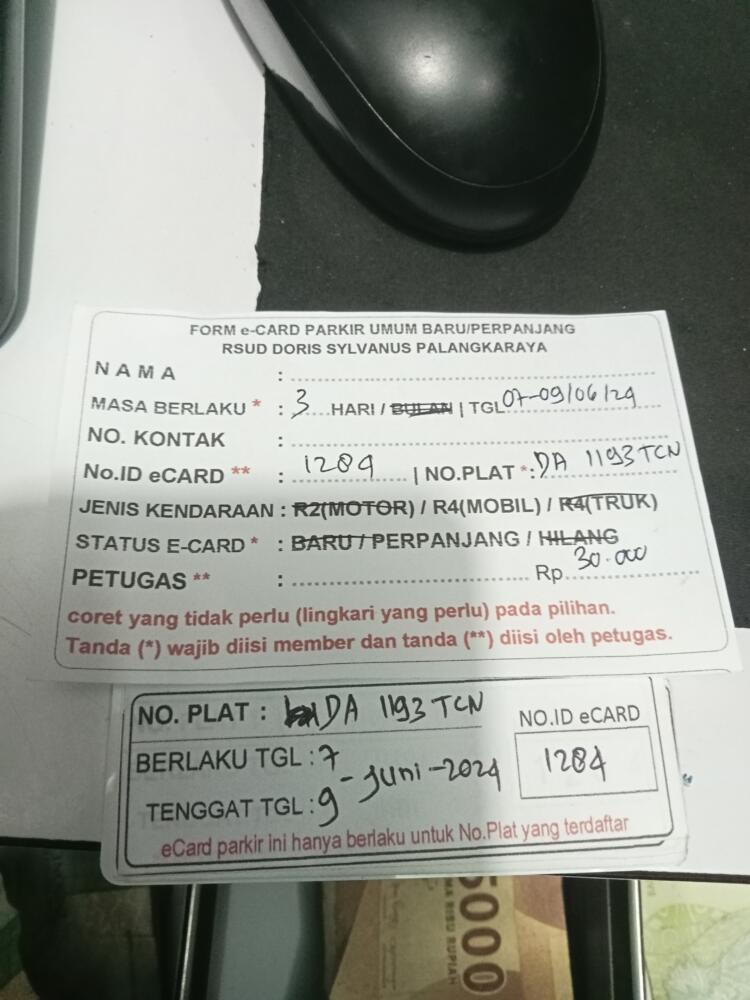 FORM e-CARD PARKIR UMUM BARU/PERPANJANG
RSUD DORIS SYLVANUS PALANGKARAYA
NAMA : 
MASA BERLAKU * : 3 HARI / BULAN | TGL 07-09/06/24
NO. KONTAK : 
No.ID eCARD ** : 1284 | NO.PLAT *: DA 1193 TCN
JENIS KENDARAAN : R2(MOTOR) / R4(MOBIL) / R4(TRUK)
STATUS E-CARD * : BARU / PERPANJANG / HILANG
PETUGAS ** : Rp. 30.000
coret yang tidak perlu (lingkari yang perlu) pada pilihan.
Tanda (*) wajib diisi member dan tanda (**) diisi oleh petugas.
NO. PLAT : DA 1193 TCN
NO.ID eCARD
BERLAKU TGL : 7
1284
TENGGAT TGL : 9 - Juni - 2024
eCard parkir ini hanya berlaku untuk No.Plat yang terdaftar
5000
RIBU RUPIAH